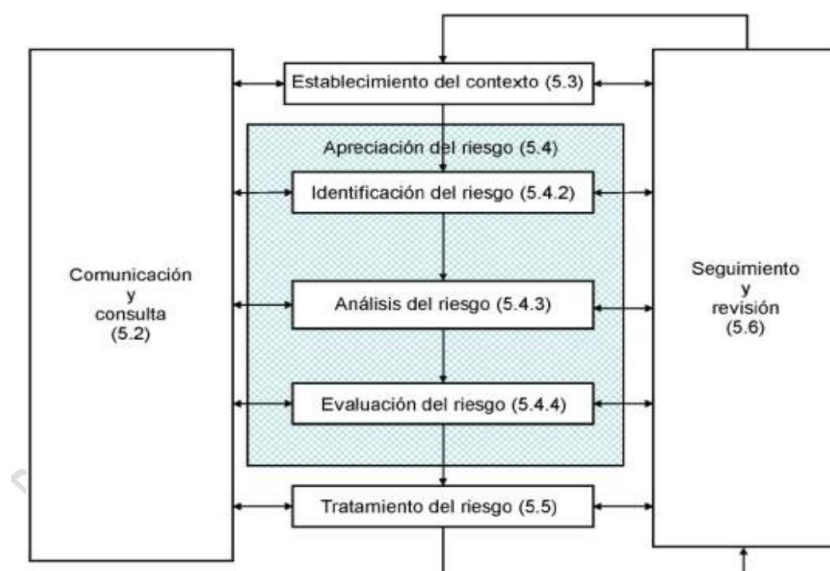 Establecimiento del contexto (5.3)
Apreciación del riesgo (5.4)
Identificación del riesgo (5.4.2)
Comunicación
y
consulta
(5.2)
Análisis del riesgo (5.4.3)
Seguimiento
y
revisión
(5.6)
Evaluación del riesgo (5.4.4)
Tratamiento del riesgo (5.5)